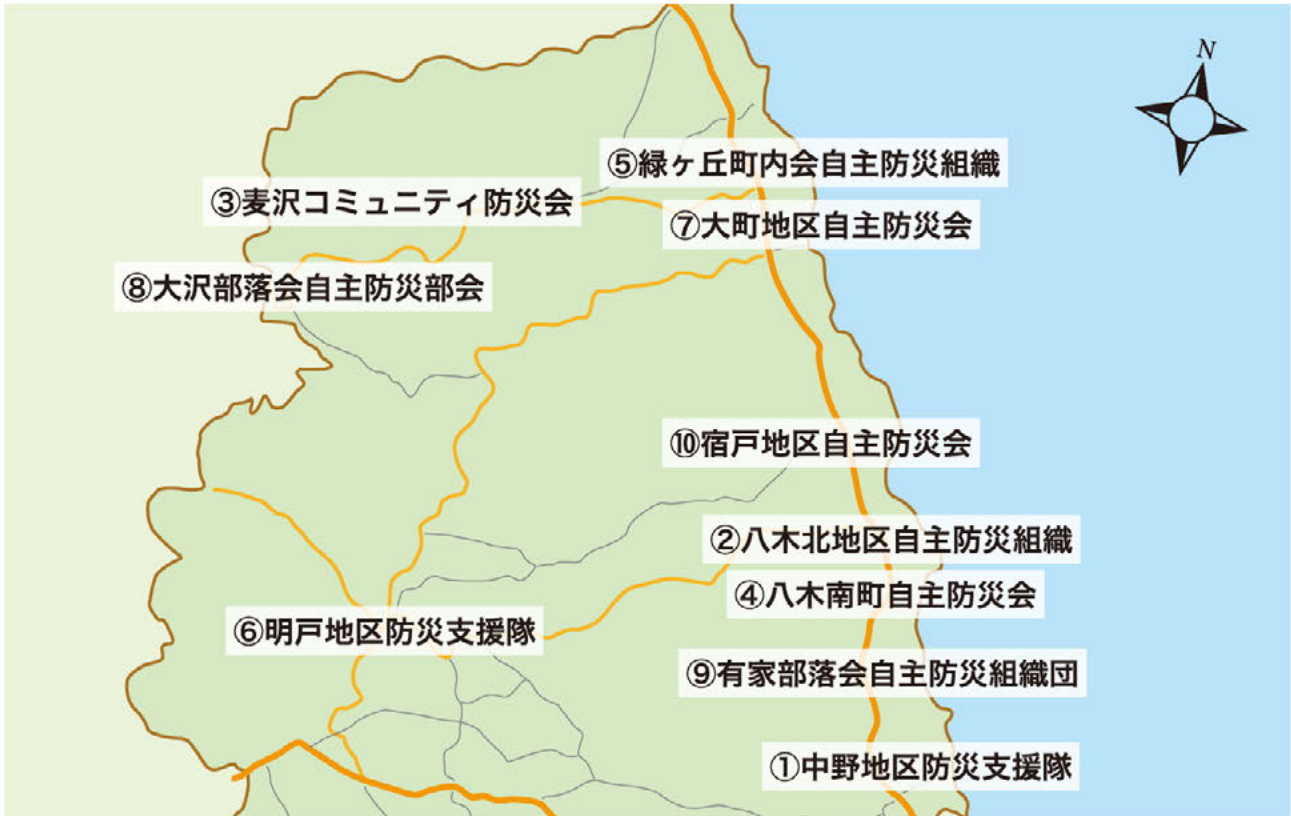 N
⑤緑ヶ丘町内会自主防災組織
③麦沢コミュニティ防災会
⑦大町地区自主防災会
⑧大沢部落会自主防災部会
⑩宿戸地区自主防災会
②八木北地区自主防災組織
④八木南町自主防災会
⑥明戸地区防災支援隊
⑨有家部落会自主防災組織団
①中野地区防災支援隊